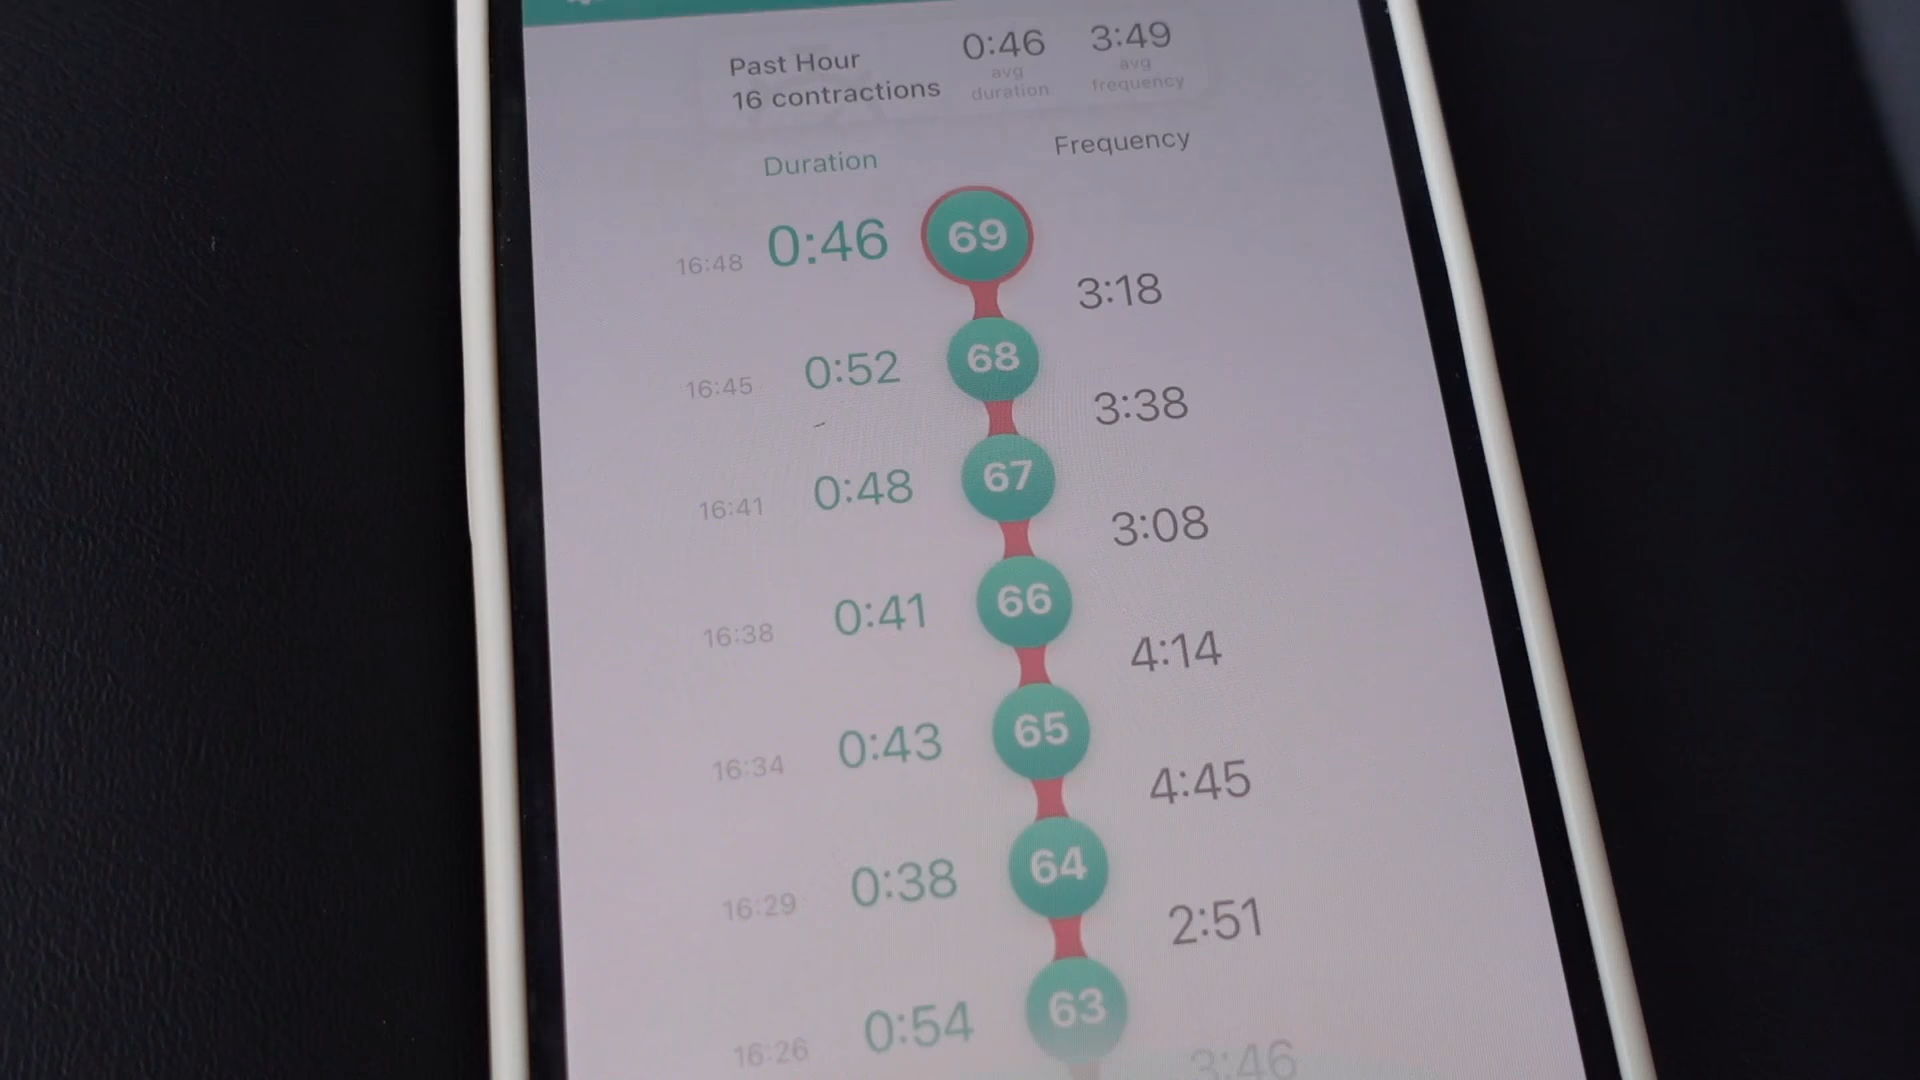 Past Hour
16 contractions
0:46
avg
duration
3:49
avg
frequency
Duration
Frequency
16:48 0:46 69
3:18
16:45 0:52 68
3:38
16:41 0:48 67
3:08
16:38 0:41 66
4:14
16:34 0:43 65
4:45
16:29 0:38 64
2:51
16:26 0:54 63
3:46